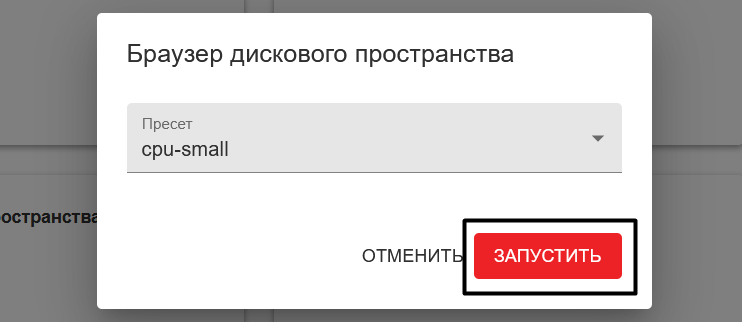 Браузер дискового пространства
Пресет
cpu-small
остранства
ОТМЕНИТЬ
ЗАПУСТИТЬ